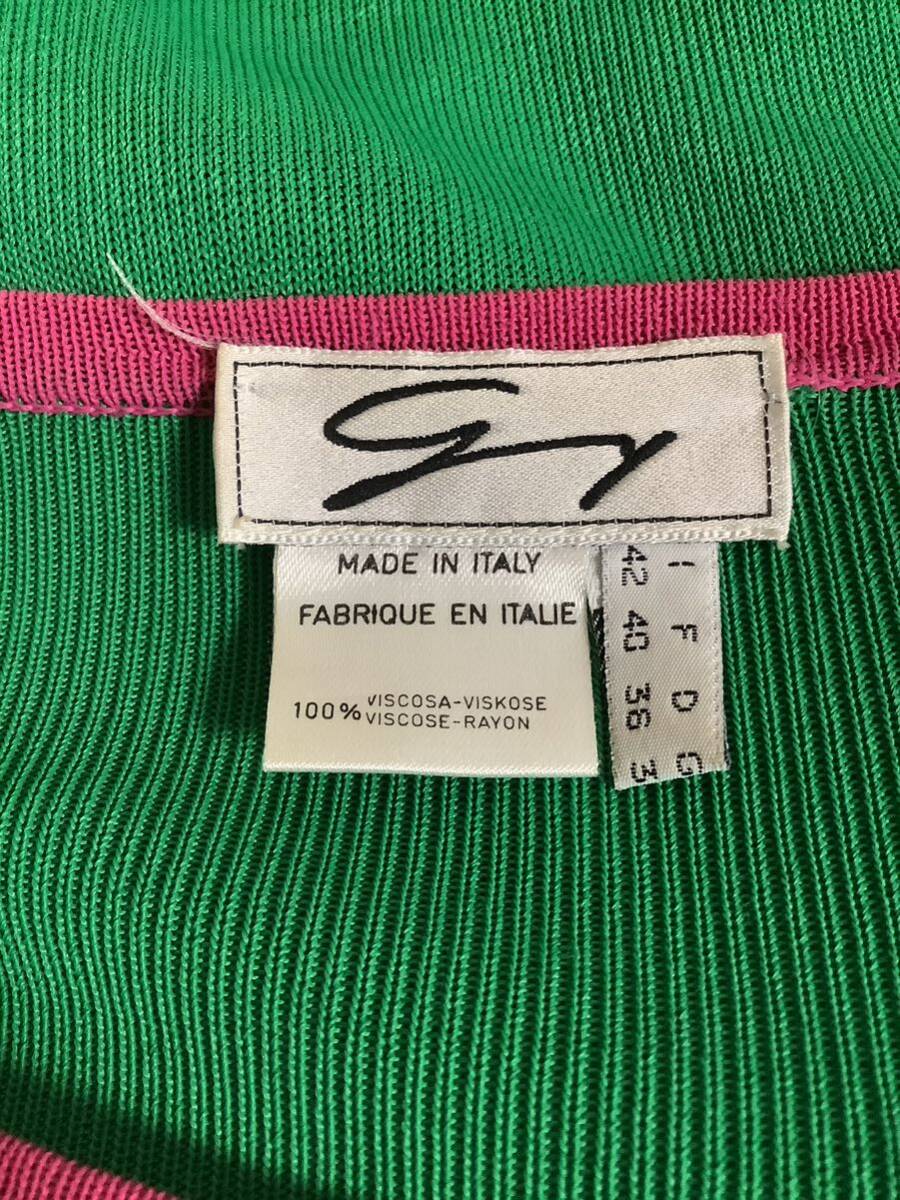 Gy
MADE IN ITALY
FABRIQUE EN ITALIE
100% VISCOSA-VISKOSE
VISCOSE-RAYON
I F D G
42 40 36 3